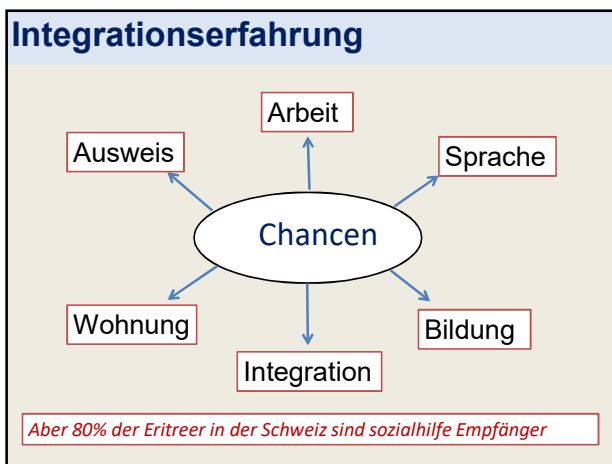 Integrationserfahrung
Arbeit
Ausweis
Sprache
Chancen
Wohnung
Bildung
Integration
Aber 80% der Eritreer in der Schweiz sind sozialhilfe Empfänger